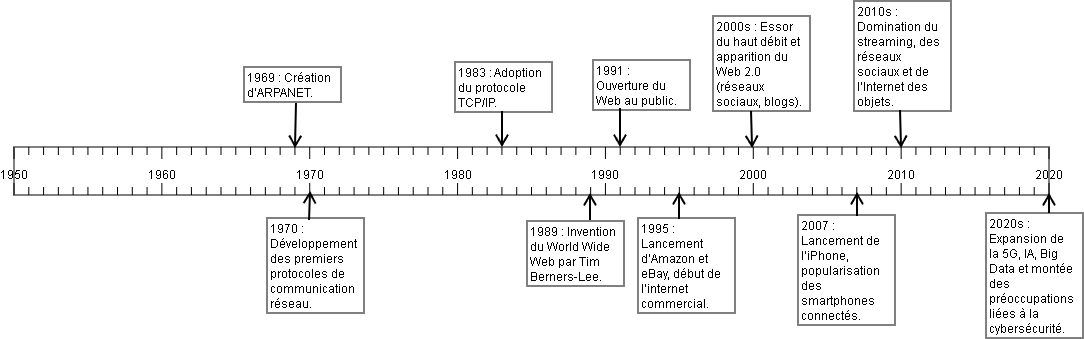 1969 : Création
d'ARPANET.
1983 : Adoption
du protocole
TCP/IP.
1991 :
Ouverture du
Web au public.
2000s : Essor
du haut débit et
apparition du
Web 2.0
(réseaux
sociaux, blogs).
2010s :
Domination du
streaming, des
réseaux
sociaux et de
l'Internet des
objets.
1950 1960 1970 1980 1990 2000 2010 2020
1970 :
Développement
des premiers
protocoles de
communication
réseau.
1989 : Invention
du World Wide
Web par Tim
Berners-Lee.
1995 :
Lancement
d'Amazon et
eBay, début de
l'internet
commercial.
2007 :
Lancement de
l'iPhone,
popularisation
des
smartphones
connectés.
2020s :
Expansion de
la 5G, IA, Big
Data et montée
des
préoccupations
liées à la
cybersécurité.